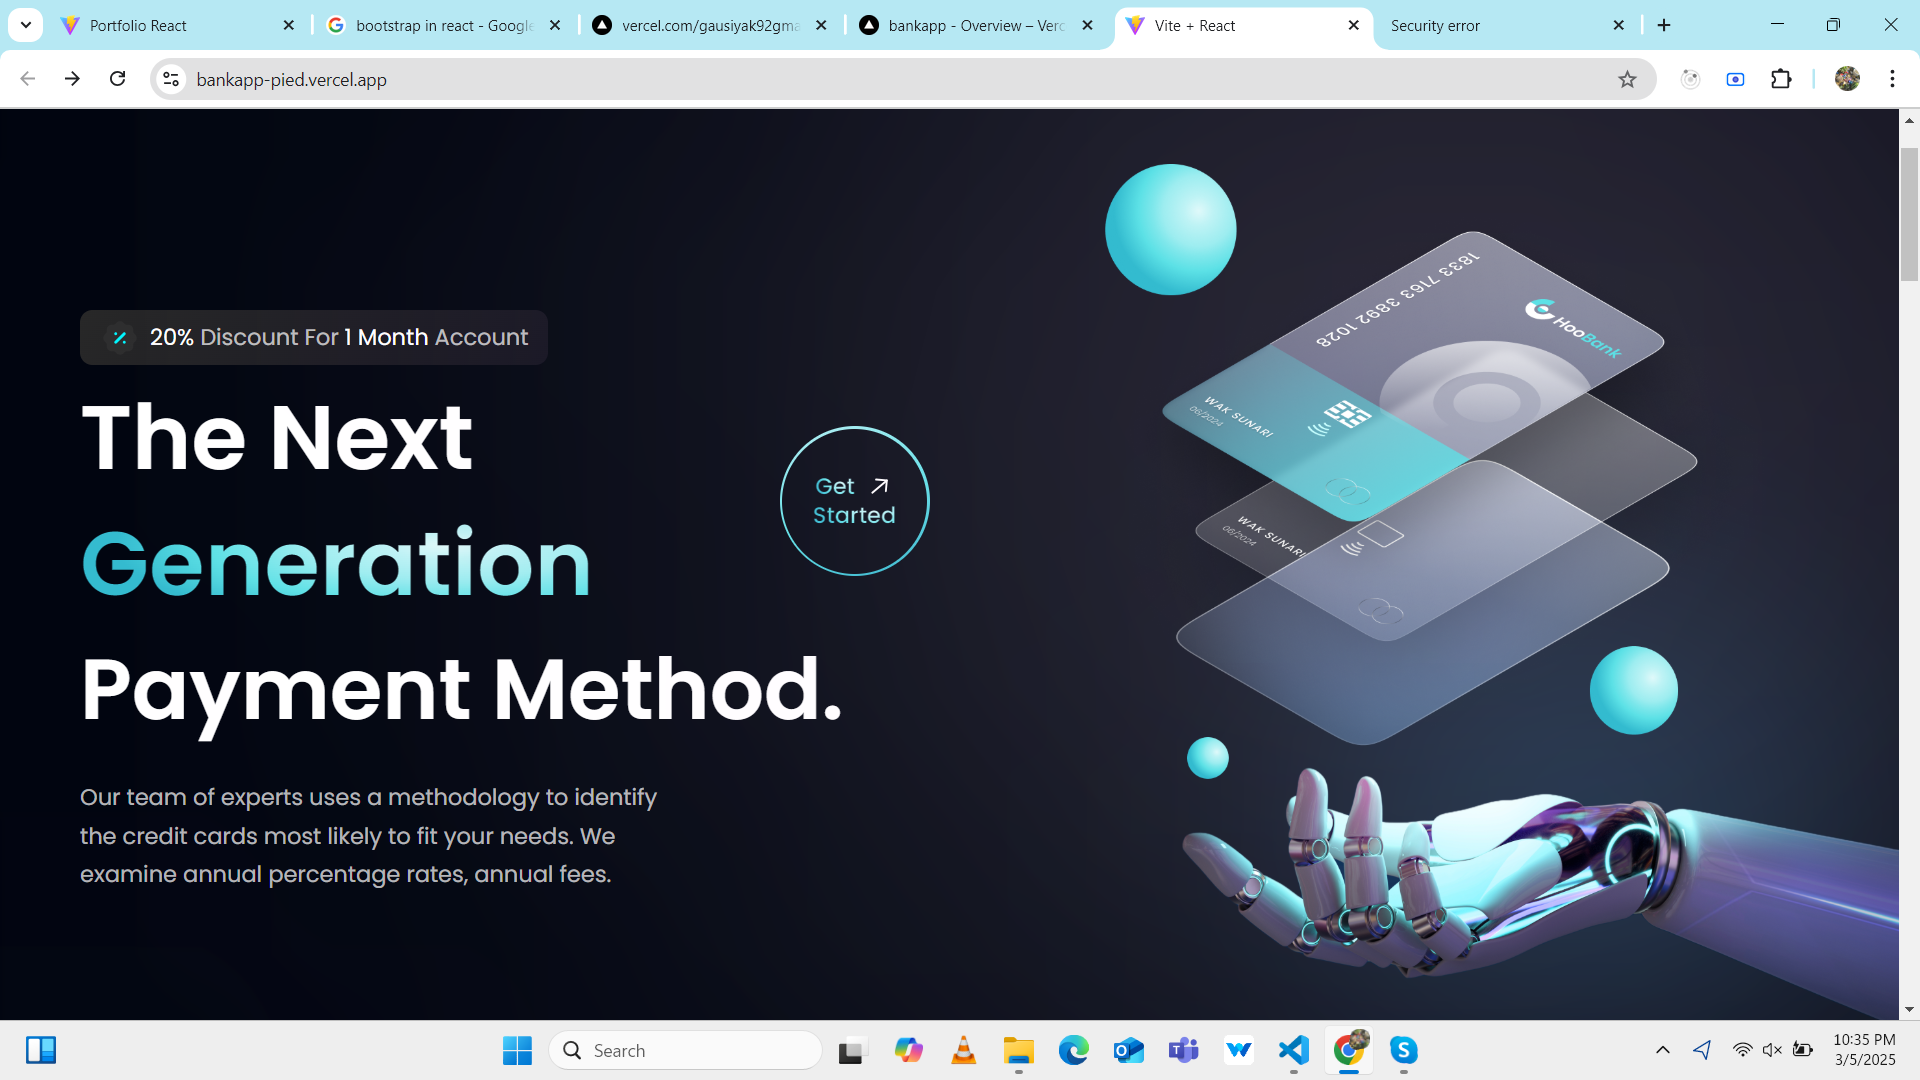 Portfolio React
bootstrap in react - Google
vercel.com/gausiyak92gma
bankapp - Overview – Verc
Vite + React
Security error
bankapp-pied.vercel.app
20% Discount For 1 Month Account
The Next
Generation
Payment Method.
Get
Started
Our team of experts uses a methodology to identify
the credit cards most likely to fit your needs. We
examine annual percentage rates, annual fees.
1833 7163 3892 1028
HooBank
WAK SUNARI
06/2024
WAK SUNARI
06/2024
Search
10:35 PM
3/5/2025